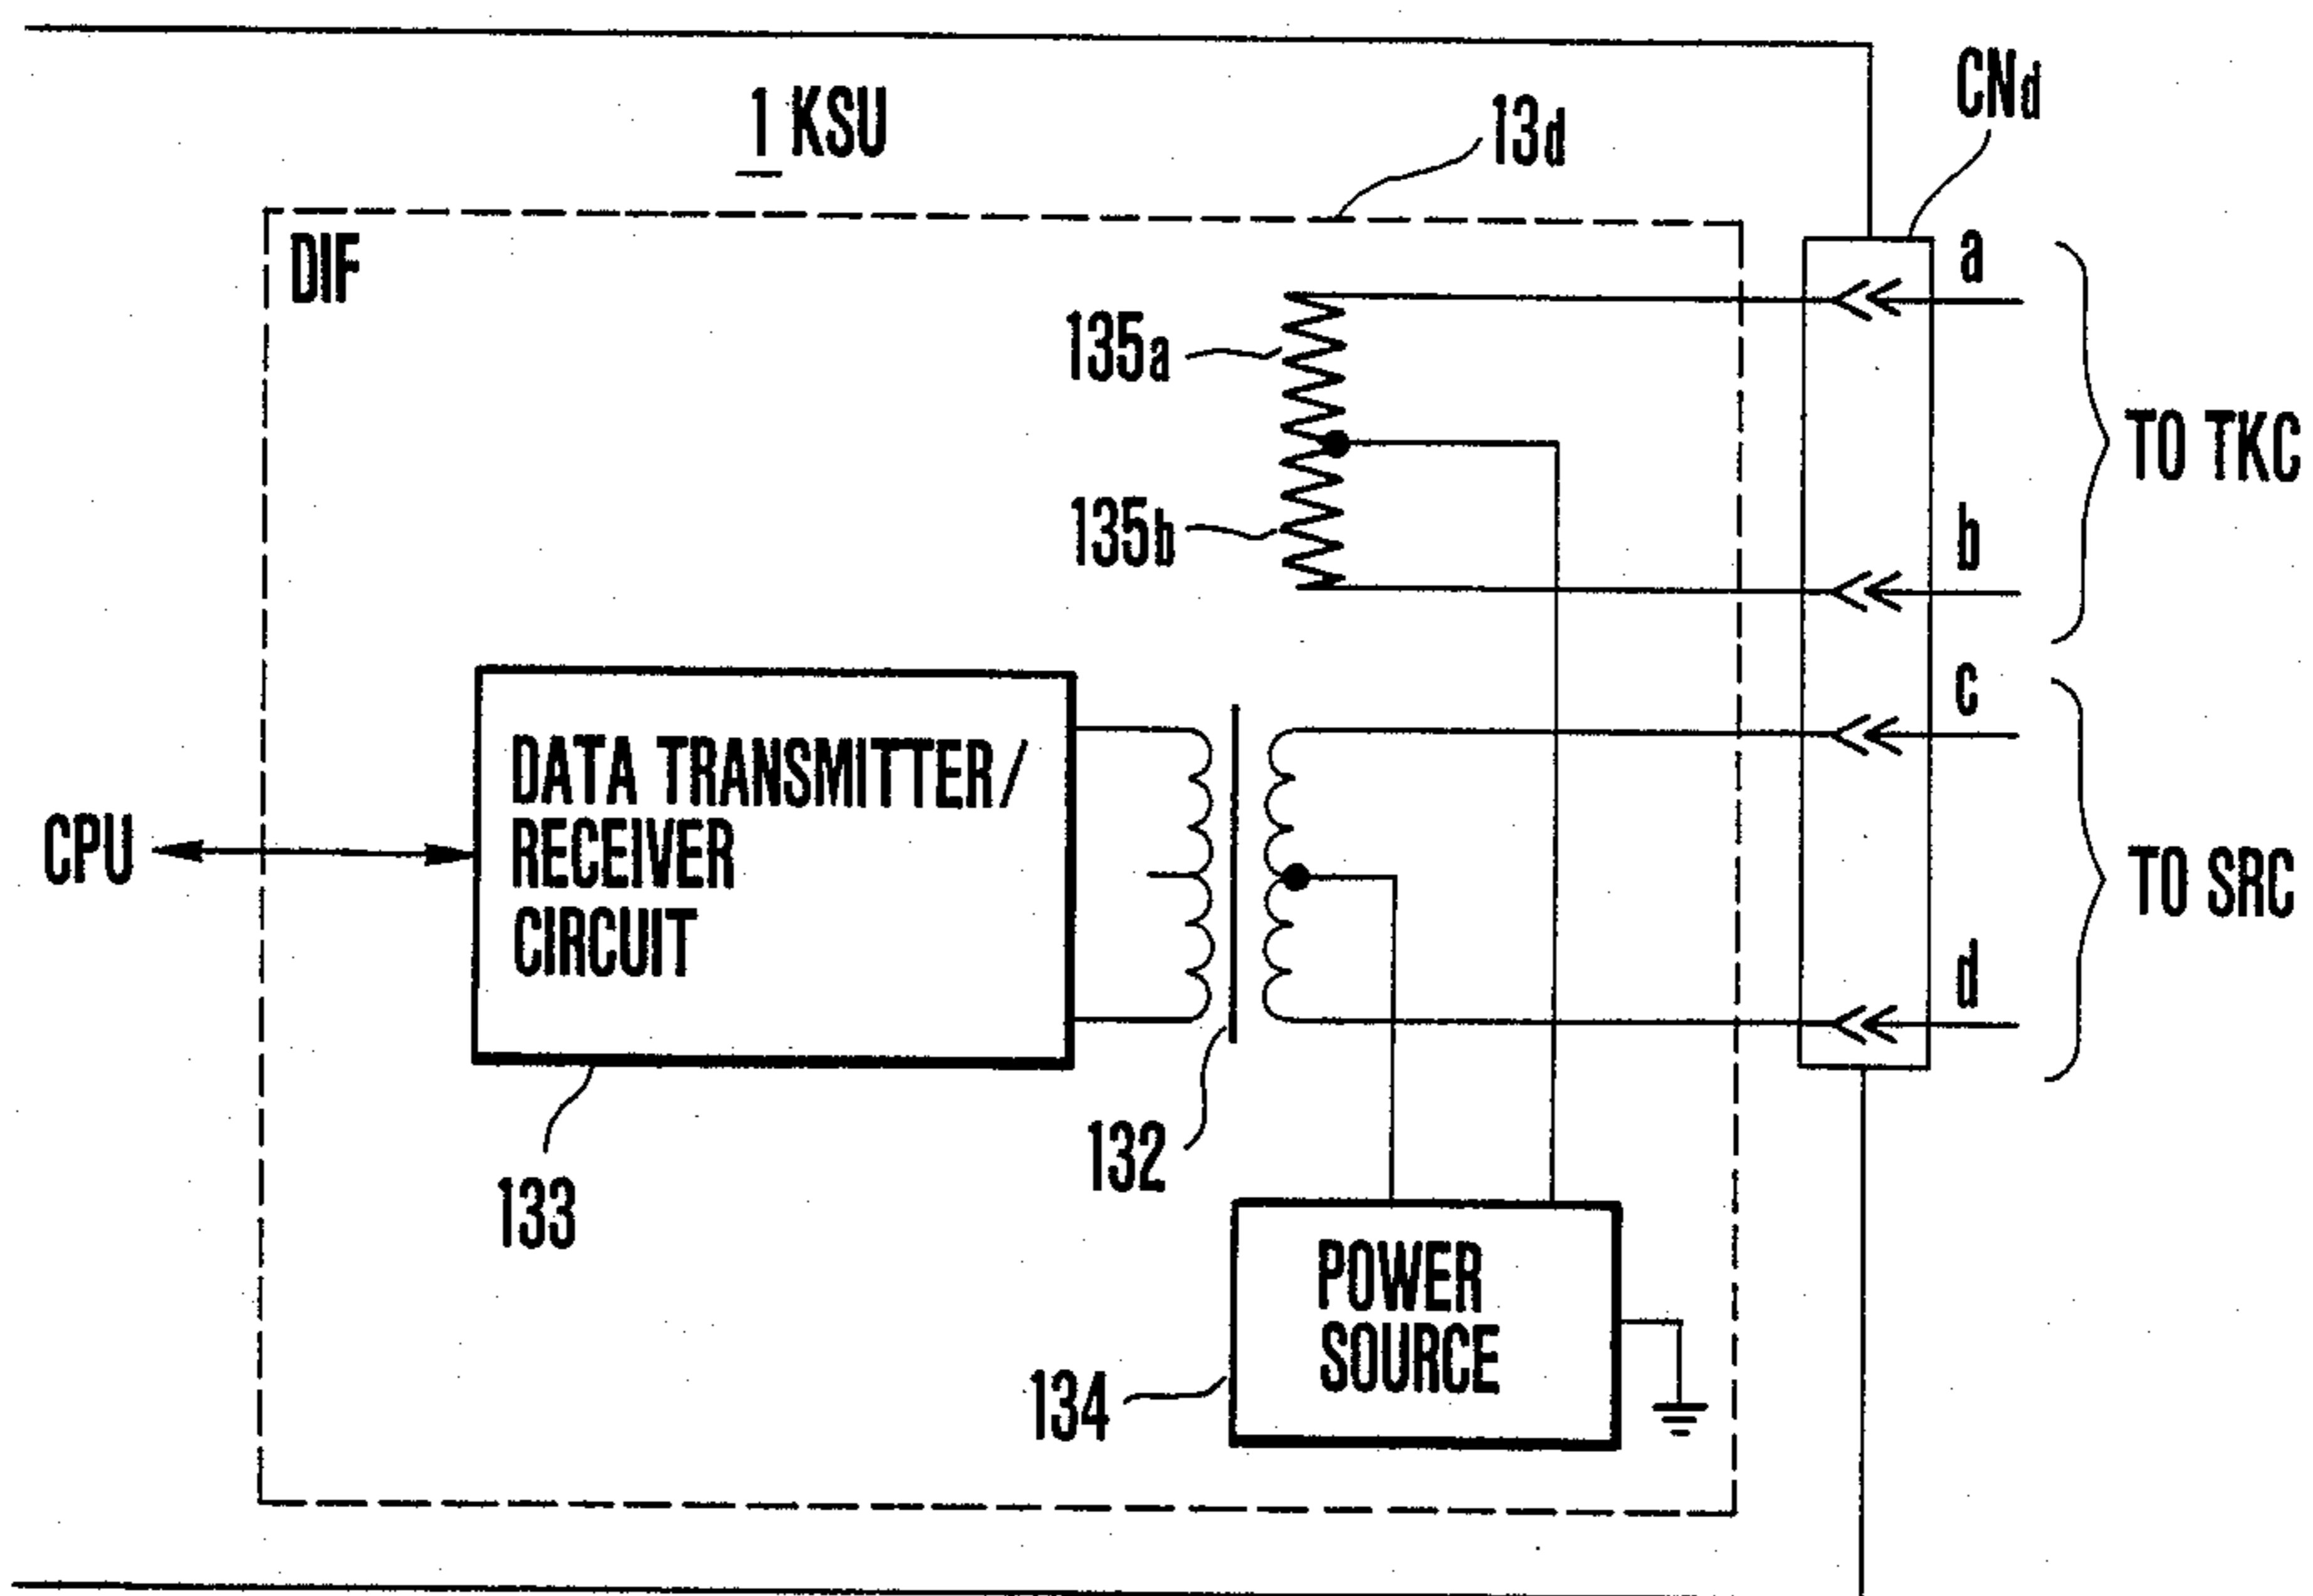 1 KSU
13d
CNd
DIF
a
135a
TO TKC
135b
b
c
DATA TRANSMITTER/
RECEIVER
CIRCUIT
CPU
TO SRC
d
132
133
POWER
SOURCE
134